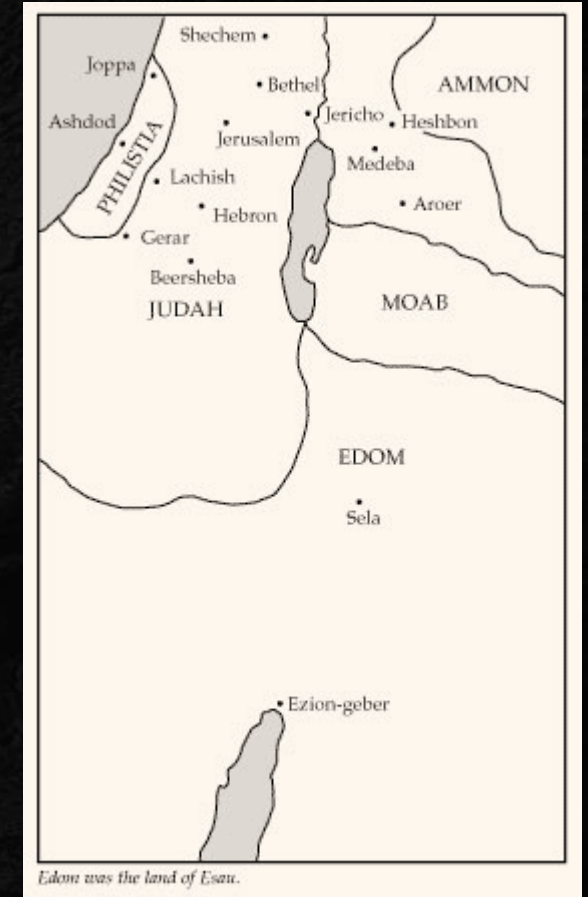 Shechem
Joppa
Bethel
AMMON
Jericho
Heshbon
Ashdod
Jerusalem
PHILISTIA
Medeba
Lachish
Aroer
Hebron
Gerar
Beersheba
JUDAH
MOAB
EDOM
Sela
Ezion-geber
Edom was the land of Esau.